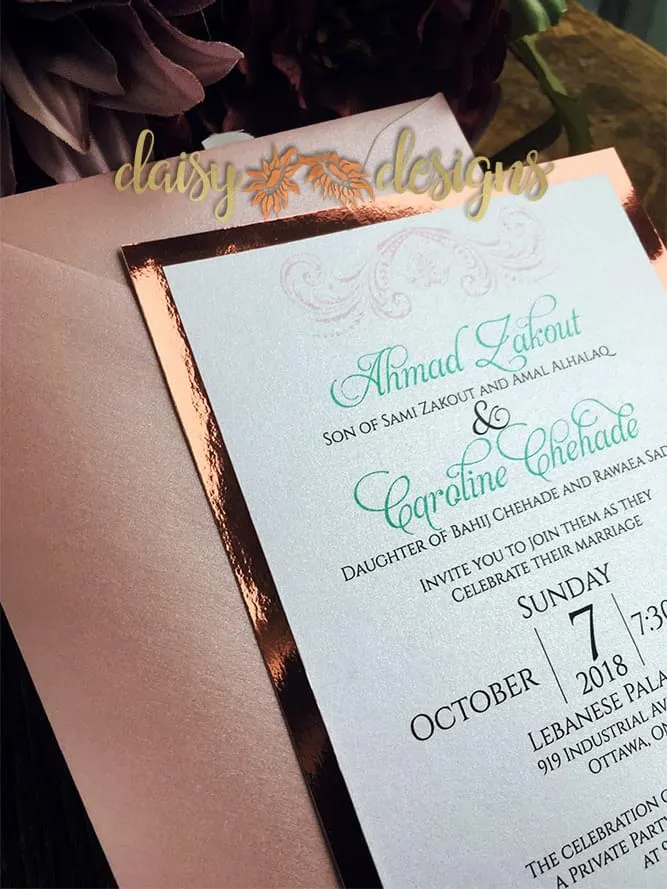 daisy designs
Ahmad Zakout
Son of Sami Zakout and Amal Alhalaq
&
Caroline Chehade
Daughter of Bahij Chehade and Rawaea
Invite you to join them as they
Celebrate their marriage
Sunday
October 7
2018
Lebanese
919 Industrial
Ottawa,
The celebration
a Private
at